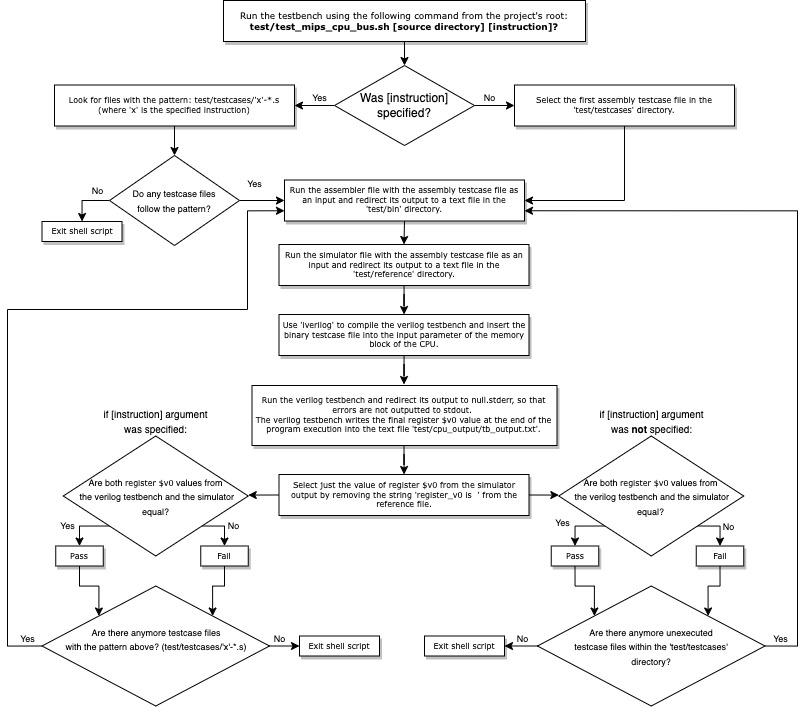 Run the testbench using the following command from the project's root:
test/test_mips_cpu_bus.sh [source directory] [instruction]?
Was [instruction]
specified?
Yes
No
Look for files with the pattern: test/testcases/'x'-*.s
(where 'x' is the specified instruction)
Select the first assembly testcase file in the
'test/testcases' directory.
Do any testcase files
follow the pattern?
No
Yes
Exit shell script
Run the assembler file with the assembly testcase file as
an input and redirect its output to a text file in the
'test/bin' directory.
Run the simulator file with the assembly testcase file as an
input and redirect its output to a text file in the
'test/reference' directory.
Use 'iverilog' to compile the verilog testbench and insert the
binary testcase file into the input parameter of the memory
block of the CPU.
Run the verilog testbench and redirect its output to null.stderr, so that
errors are not outputted to stdout.
The verilog testbench writes the final register $v0 value at the end of the
program execution into the text file 'test/cpu_output/tb_output.txt'.
Select just the value of register $v0 from the simulator
output by removing the string 'register_v0 is  ' from the
reference file.
if [instruction] argument
was specified:
Are both register $v0 values from
the verilog testbench and the simulator
equal?
Yes
No
Pass
Fail
Are there anymore testcase files
with the pattern above? (test/testcases/'x'-*.s)
Yes
No
Exit shell script
if [instruction] argument
was not specified:
Are both register $v0 values from
the verilog testbench and the simulator
equal?
Yes
No
Pass
Fail
Are there anymore unexecuted
testcase files within the 'test/testcases'
directory?
No
Yes
Exit shell script